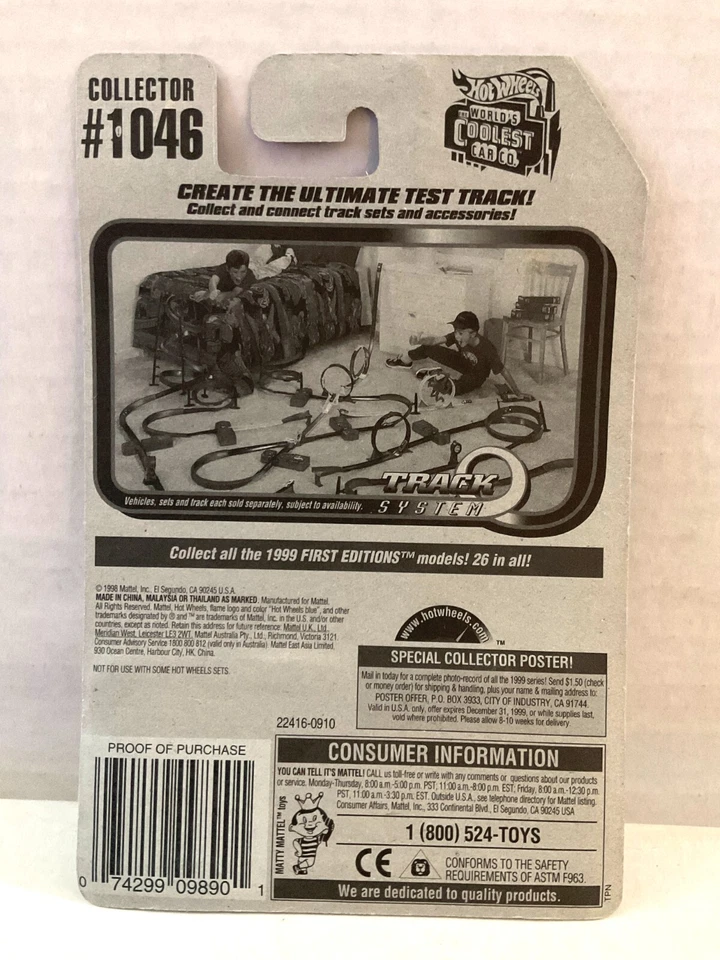 COLLECTOR
#1046
Hot Wheels
THE WORLD'S
COOLEST
CAR CO.™
CREATE THE ULTIMATE TEST TRACK!
Collect and connect track sets and accessories!
Vehicles, sets and track each sold separately, subject to availability.
TRACK
SYSTEM
Collect all the 1999 FIRST EDITIONS™ models! 26 in all!
© 1998 Mattel, Inc. El Segundo, CA 90245 U.S.A.
MADE IN CHINA, MALAYSIA OR THAILAND AS MARKED. Manufactured for Mattel.
All Rights Reserved. Mattel, Hot Wheels, flame logo and color "Hot Wheels blue", and other
trademarks designated by ® and ™ are trademarks of Mattel, Inc. in the U.S. and/or other
countries, except as noted. Retain this address for future reference: Mattel U.K., Ltd.,
Meridian West, Leicester LE3 2WT. Mattel Australia Pty., Ltd., Richmond, Victoria 3121.
Consumer Advisory Service 1800 800 812 (valid only in Australia). Mattel East Asia Limited,
930 Ocean Centre, Harbour City, HK, China.
NOT FOR USE WITH SOME HOT WHEELS SETS.
www.hotwheels.com™
SPECIAL COLLECTOR POSTER!
Mail in today for a complete photo-record of all the 1999 series! Send $1.50 (check
or money order) for shipping & handling, plus your name & mailing address to:
POSTER OFFER, P.O. BOX 3933, CITY OF INDUSTRY, CA 91744.
Valid in U.S.A. only, offer expires December 31, 1999, or while supplies last,
void where prohibited. Please allow 8-10 weeks for delivery.
22416-0910
PROOF OF PURCHASE
0 74299 09890 1
CONSUMER INFORMATION
YOU CAN TELL IT'S MATTEL! CALL us toll-free or write with any comments or questions about our products
or service. Monday-Thursday, 8:00 a.m.-5:00 p.m. PST, 11:00 a.m.-8:00 p.m. EST; Friday, 8:00 a.m.-12:30 p.m.
PST, 11:00 a.m.-3:30 p.m. EST. Outside U.S.A., see telephone directory for Mattel listing.
Consumer Affairs, Mattel, Inc., 333 Continental Blvd., El Segundo, CA 90245 USA
MATTY MATTEL™ toys
1 (800) 524-TOYS
CE
CONFORMS TO THE SAFETY
REQUIREMENTS OF ASTM F963.
We are dedicated to quality products.
TPN